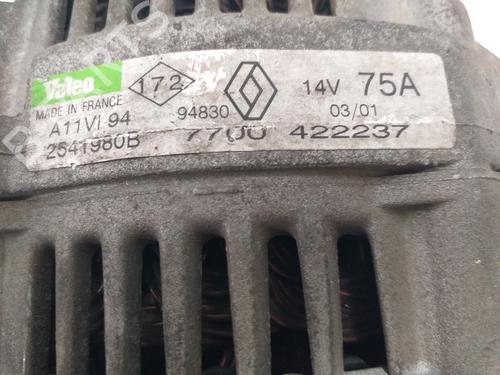 Valeo
MADE IN FRANCE
A11VI 94
2541980B
172
94830
14V 75A
03/01
7700 422237